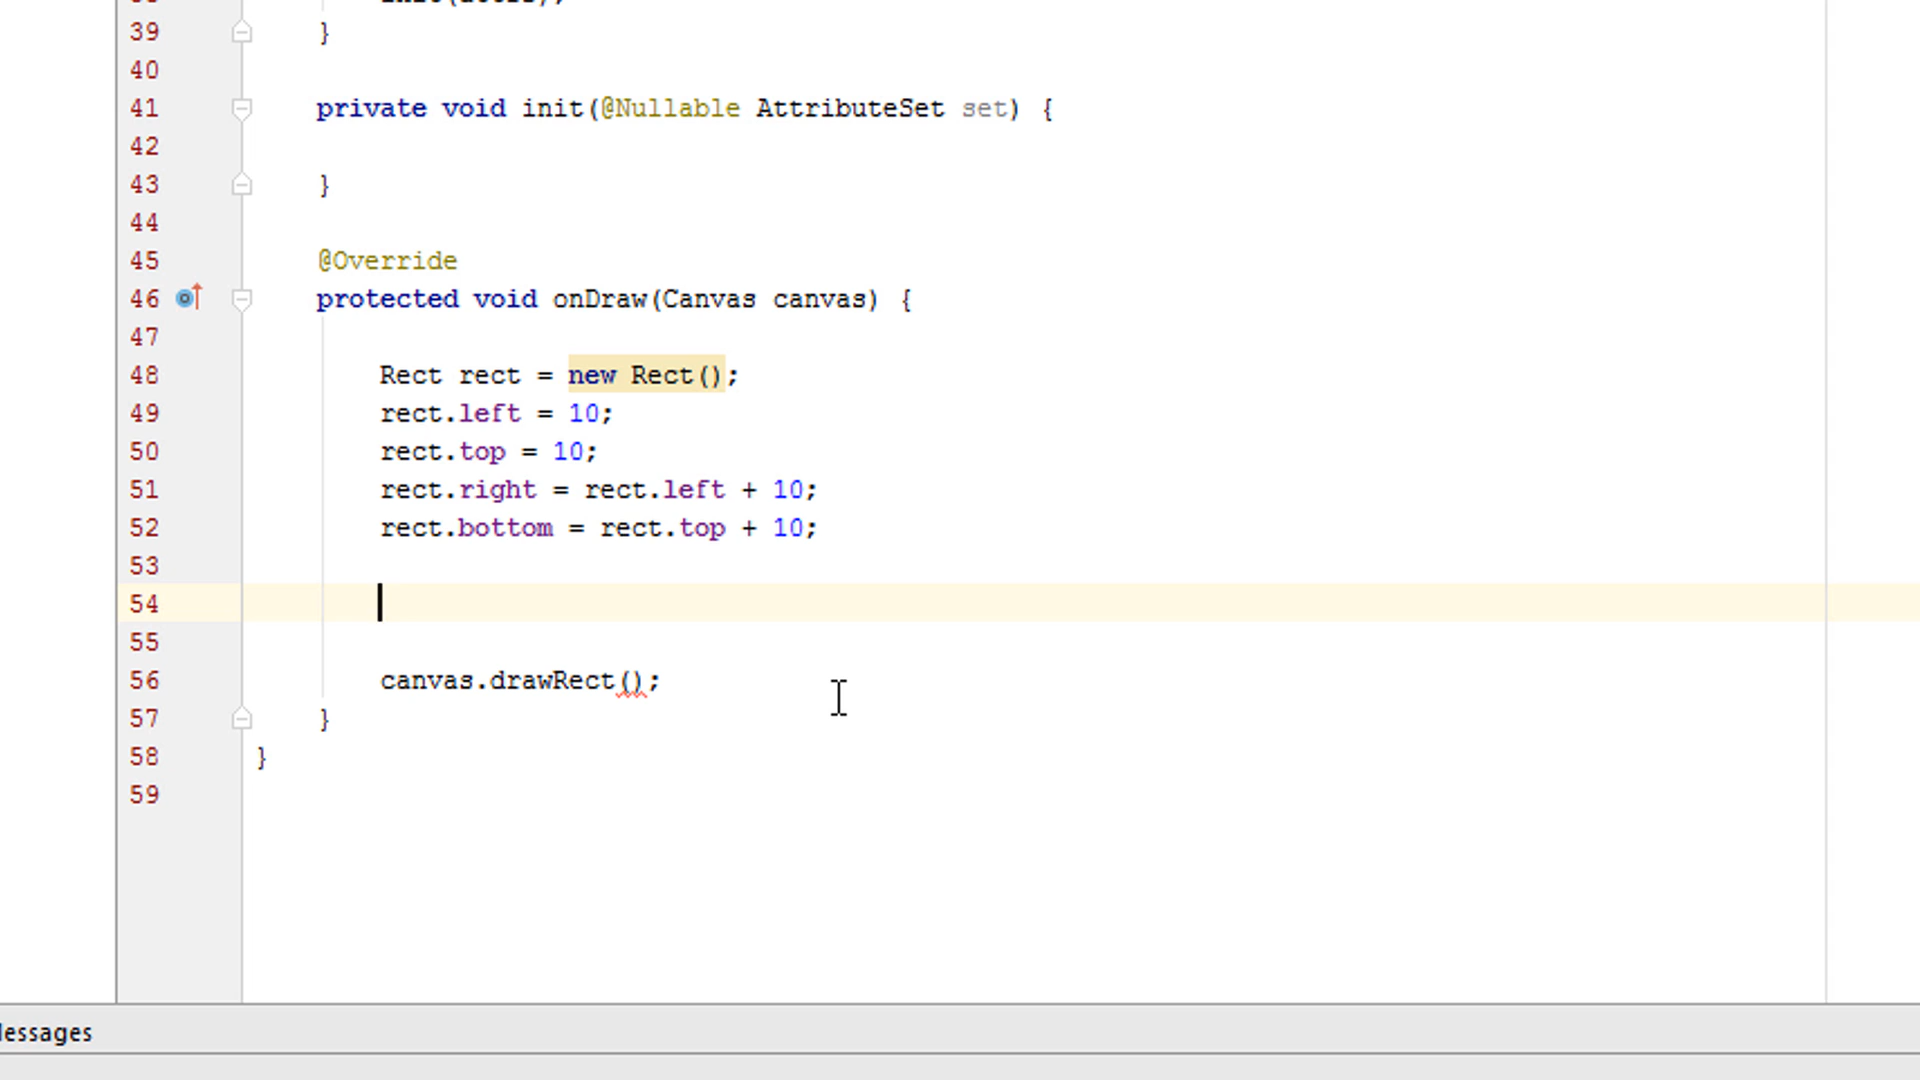 39 }
40
41 private void init(@Nullable AttributeSet set) {
42
43 }
44
45 @Override
46 protected void onDraw(Canvas canvas) {
47
48 Rect rect = new Rect();
49 rect.left = 10;
50 rect.top = 10;
51 rect.right = rect.left + 10;
52 rect.bottom = rect.top + 10;
53
54
55
56 canvas.drawRect();
57 }
58 }
59